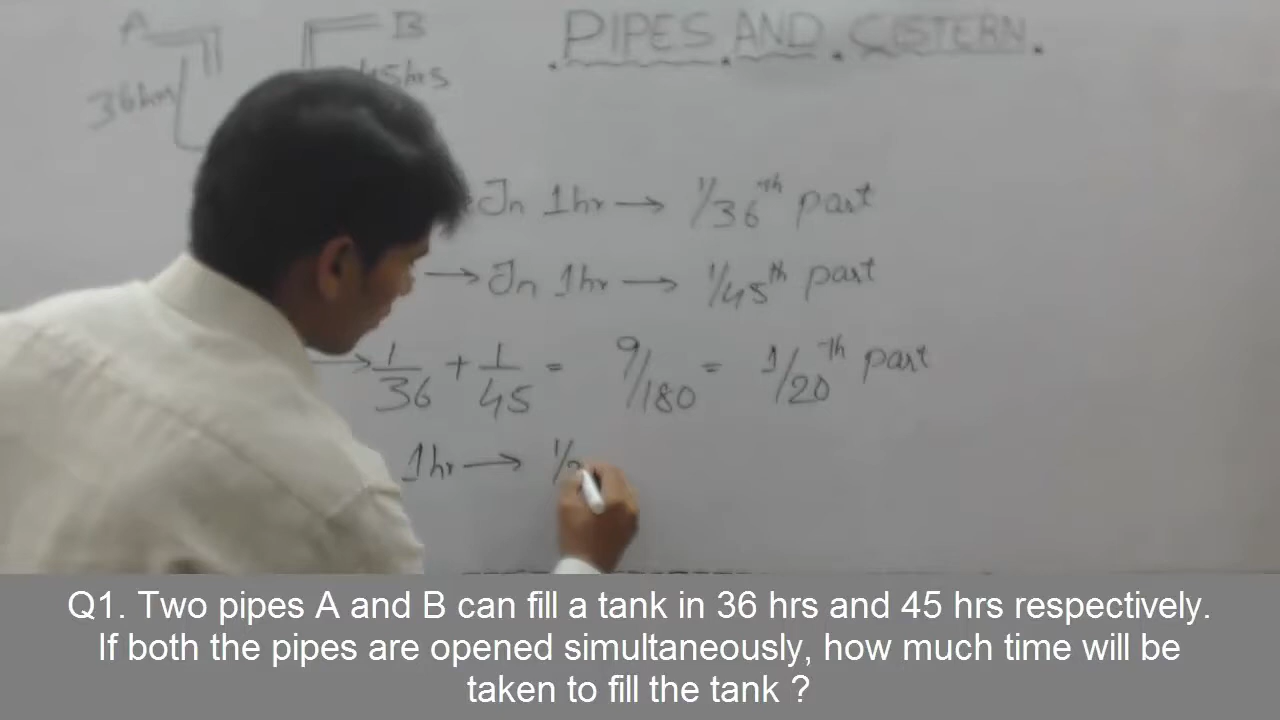 A B PIPES AND CISTERN.
36hrs 45hrs
In 1hr → 1/36th part
→ In 1hr → 1/45th part
→ 1/36 + 1/45 = 9/180 = 1/20th part
1hr → 1/2
Q1. Two pipes A and B can fill a tank in 36 hrs and 45 hrs respectively.
If both the pipes are opened simultaneously, how much time will be
taken to fill the tank ?